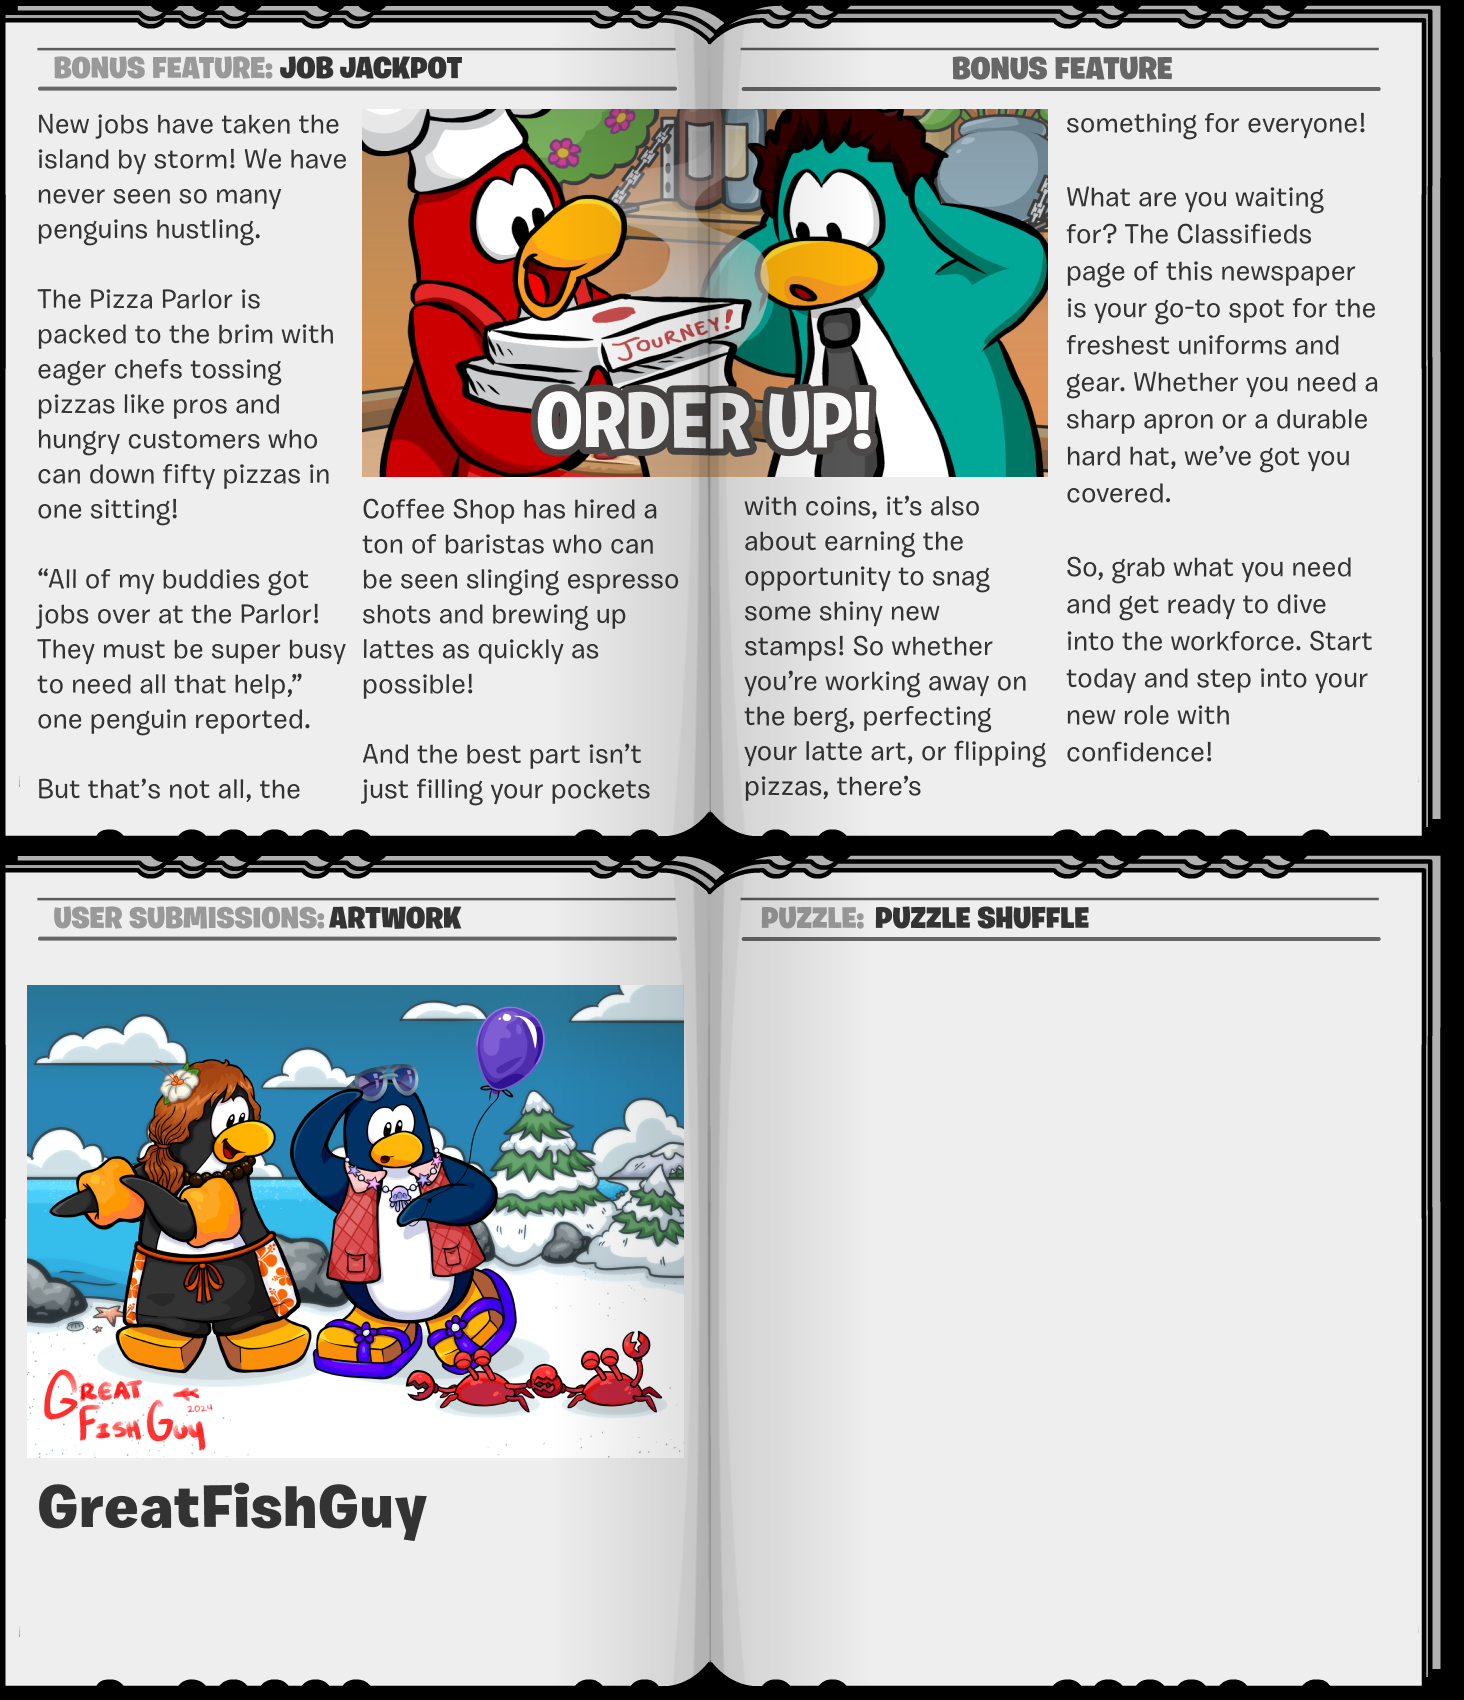 BONUS FEATURE: JOB JACKPOT
New jobs have taken the
island by storm! We have
never seen so many
penguins hustling.
The Pizza Parlor is
packed to the brim with
eager chefs tossing
pizzas like pros and
hungry customers who
can down fifty pizzas in
one sitting!
“All of my buddies got
jobs over at the Parlor!
They must be super busy
to need all that help,”
one penguin reported.
But that’s not all, the
JOURNEY!
ORDER UP!
Coffee Shop has hired a
ton of baristas who can
be seen slinging espresso
shots and brewing up
lattes as quickly as
possible!
And the best part isn’t
just filling your pockets
BONUS FEATURE
with coins, it’s also
about earning the
opportunity to snag
some shiny new
stamps! So whether
you’re working away on
the berg, perfecting
your latte art, or flipping
pizzas, there’s
something for everyone!
What are you waiting
for? The Classifieds
page of this newspaper
is your go-to spot for the
freshest uniforms and
gear. Whether you need a
sharp apron or a durable
hard hat, we’ve got you
covered.
So, grab what you need
and get ready to dive
into the workforce. Start
today and step into your
new role with
confidence!
USER SUBMISSIONS: ARTWORK
GREAT
FISH GUY
2024
GreatFishGuy
PUZZLE: PUZZLE SHUFFLE